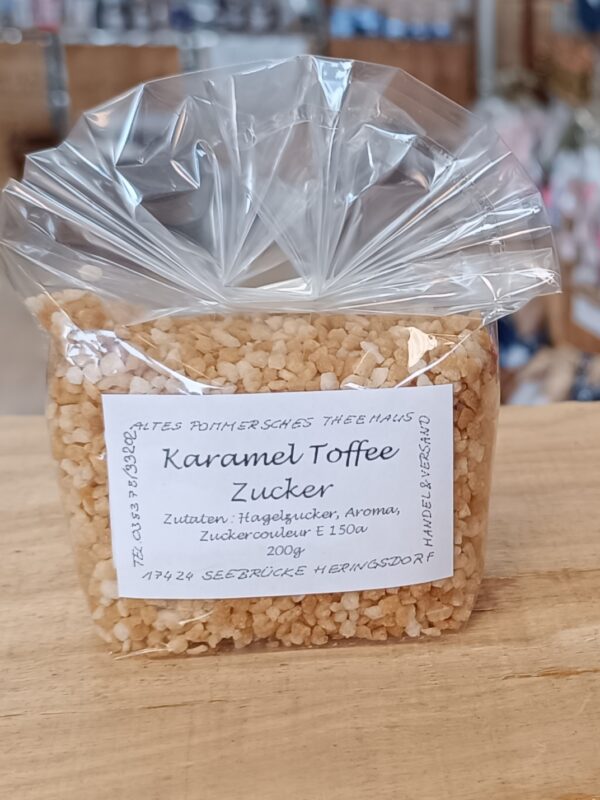 ALTES POMMERSCHES THEEHAUS
Karamel Toffee
Zucker
Zutaten: Hagelzucker, Aroma,
Zuckercouleur E 150a
200g
17424 SEEBRÜCKE HERINGSDORF
TEL. 038378/33202
HANDEL&VERSAND